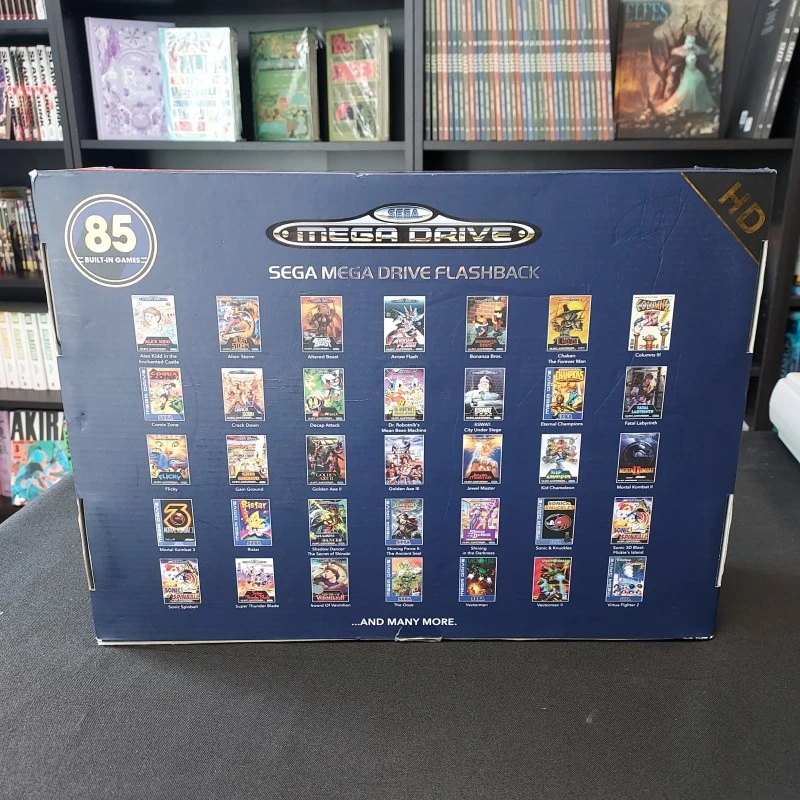 85
BUILT-IN GAMES
SEGA
MEGA DRIVE
HD
SEGA MEGA DRIVE FLASHBACK
Alex Kidd in the
Enchanted Castle
Alien Storm
Altered Beast
Arrow Flash
Bonanza Bros.
Chakan
The Forever Man
Columns III
Comix Zone
Crack Down
Decap Attack
Dr. Robotnik's
Mean Bean Machine
ESWAT
City Under Siege
Eternal Champions
Fatal Labyrinth
Flicky
Gain Ground
Golden Axe II
Golden Axe III
Jewel Master
Kid Chameleon
Mortal Kombat II
Mortal Kombat 3
Ristar
Shadow Dancer
The Secret of Shinobi
Shining Force II
The Ancient Seal
Shining
in the Darkness
Sonic & Knuckles
Sonic 3D Blast
Flickie's Island
Sonic Spinball
Super Thunder Blade
Sword Of Vermilion
The Ooze
Vectorman
Vectorman II
Virtua Fighter 2
...AND MANY MORE.
AKIRA
ELFES